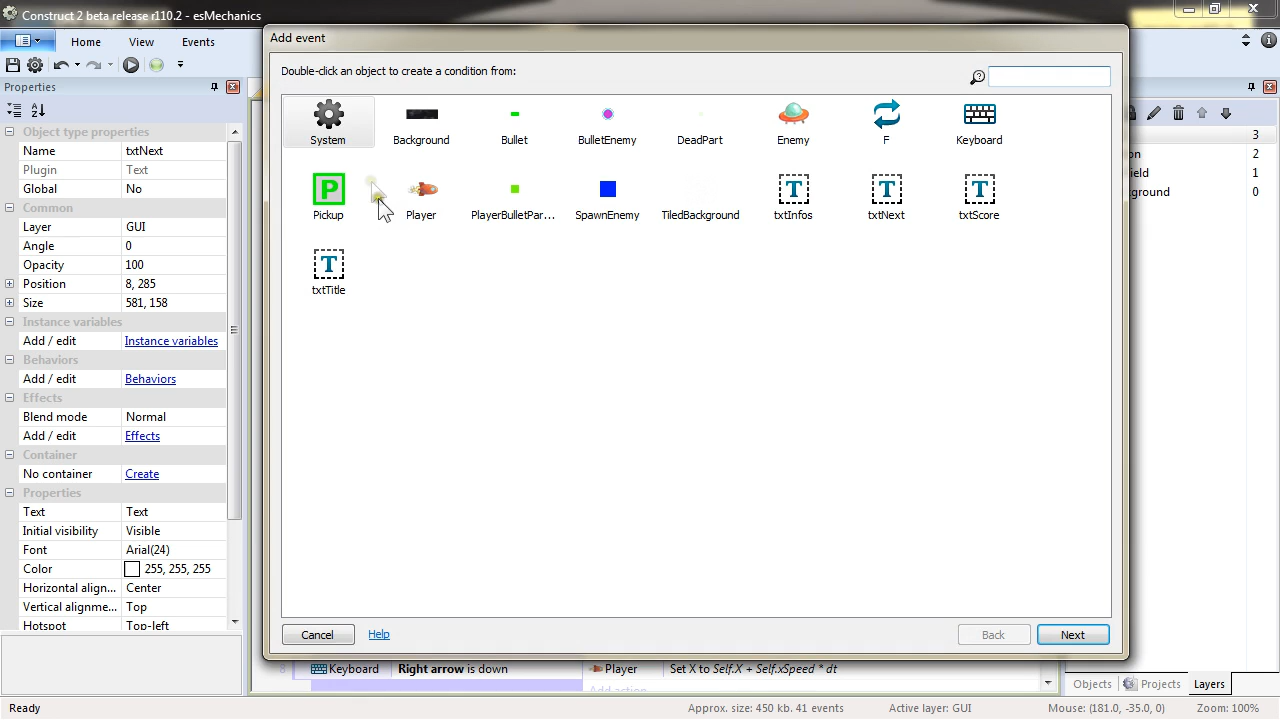 Construct 2 beta release r110.2 - esMechanics
Home View Events
Properties
Object type properties
Name txtNext
Plugin Text
Global No
Common
Layer GUI
Angle 0
Opacity 100
Position 8, 285
Size 581, 158
Instance variables
Add / edit Instance variables
Behaviors
Add / edit Behaviors
Effects
Blend mode Normal
Add / edit Effects
Container
No container Create
Properties
Text Text
Initial visibility Visible
Font Arial(24)
Color 255, 255, 255
Horizontal align... Center
Vertical alignme... Top
Hotspot Top-left
Add event
Double-click an object to create a condition from:
System Background Bullet BulletEnemy DeadPart Enemy F Keyboard
P
Pickup Player PlayerBulletPar... SpawnEnemy TiledBackground txtInfos txtNext txtScore
T T T
T
txtTitle
Cancel Help Back Next
3
on 2
ield 1
ground 0
8 Keyboard Right arrow is down Player Set X to Self.X + Self.xSpeed * dt
Add action
Objects Projects Layers
Ready Approx. size: 450 kb. 41 events Active layer: GUI Mouse: (181.0, -35.0, 0) Zoom: 100%